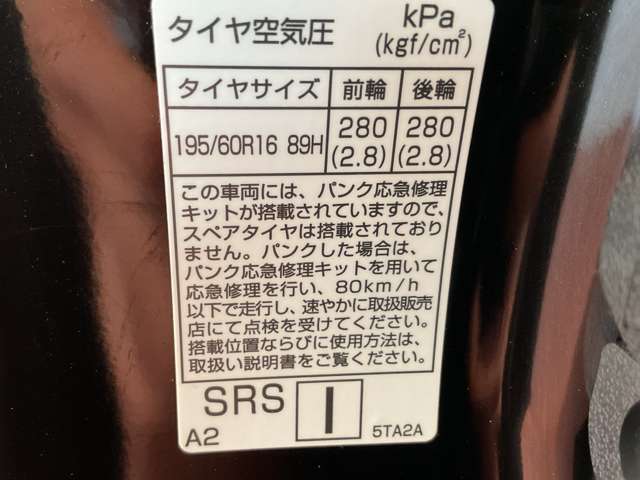 タイヤ空気圧 kPa
(kgf/cm²)
タイヤサイズ 前輪 後輪
195/60R16 89H 280 280
(2.8) (2.8)
この車両には、パンク応急修理
キットが搭載されていますので、
スペアタイヤは搭載されており
ません。パンクした場合は、
パンク応急修理キットを用いて
応急修理を行い、80km/h
以下で走行し、速やかに取扱販売
店にて点検を受けてください。
搭載位置ならびに使用方法は、
取扱い説明書をご覧ください。
SRS I
A2 5TA2A